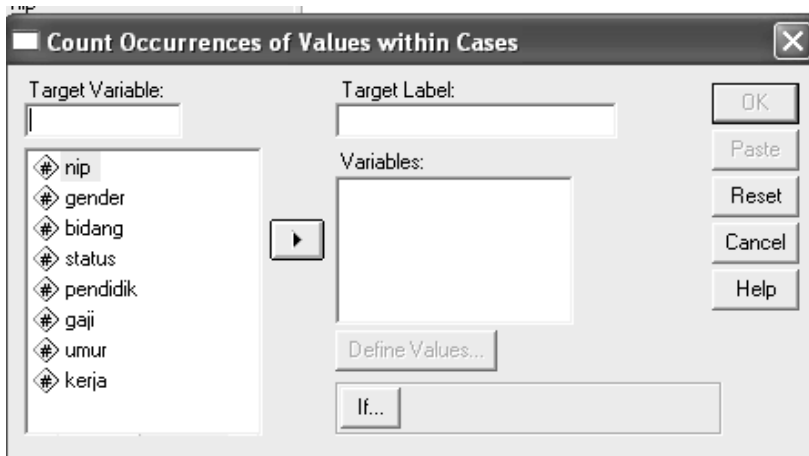 nip
Count Occurrences of Values within Cases
Target Variable:
Target Label:
OK
Paste
Reset
Cancel
Help
nip
gender
bidang
status
pendidik
gaji
umur
kerja
Variables:
Define Values...
If...